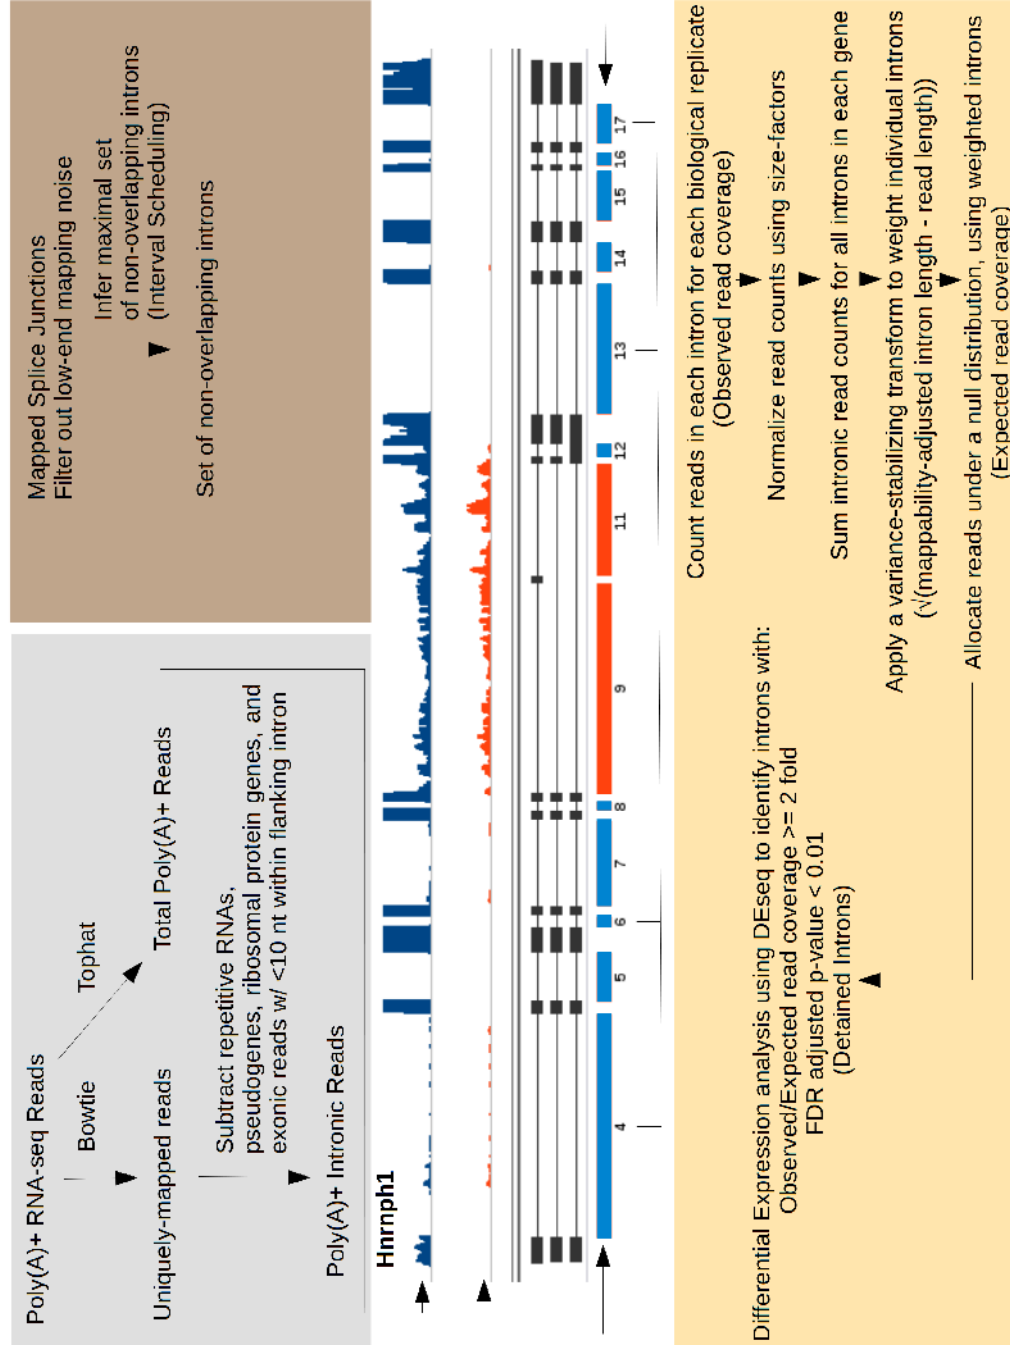 Poly(A)+ RNA-seq Reads
Bowtie
Tophat
Uniquely-mapped reads
Total Poly(A)+ Reads
Subtract repetitive RNAs,
pseudogenes, ribosomal protein genes, and
exonic reads w/ <10 nt within flanking intron
Poly(A)+ Intronic Reads
Mapped Splice Junctions
Filter out low-end mapping noise
Infer maximal set
of non-overlapping introns
(Interval Scheduling)
Set of non-overlapping introns
Hnrnph1
4 5 6 7 8 9 11 12 13 14 15 16 17
Count reads in each intron for each biological replicate
(Observed read coverage)
Normalize read counts using size-factors
Sum intronic read counts for all introns in each gene
Apply a variance-stabilizing transform to weight individual introns
(√(mappability-adjusted intron length - read length))
Allocate reads under a null distribution, using weighted introns
(Expected read coverage)
Differential Expression analysis using DEseq to identify introns with:
Observed/Expected read coverage >= 2 fold
FDR adjusted p-value < 0.01
(Detained Introns)